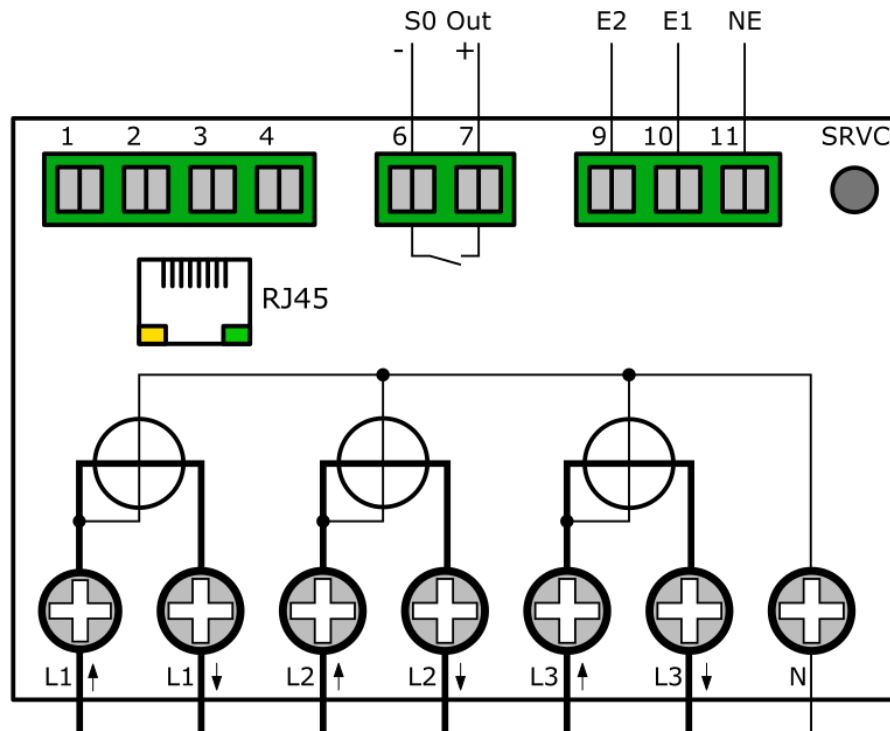 S0 Out E2 E1 NE
- +
1 2 3 4 6 7 9 10 11 SRVC
RJ45
L1 L1 L2 L2 L3 L3 N